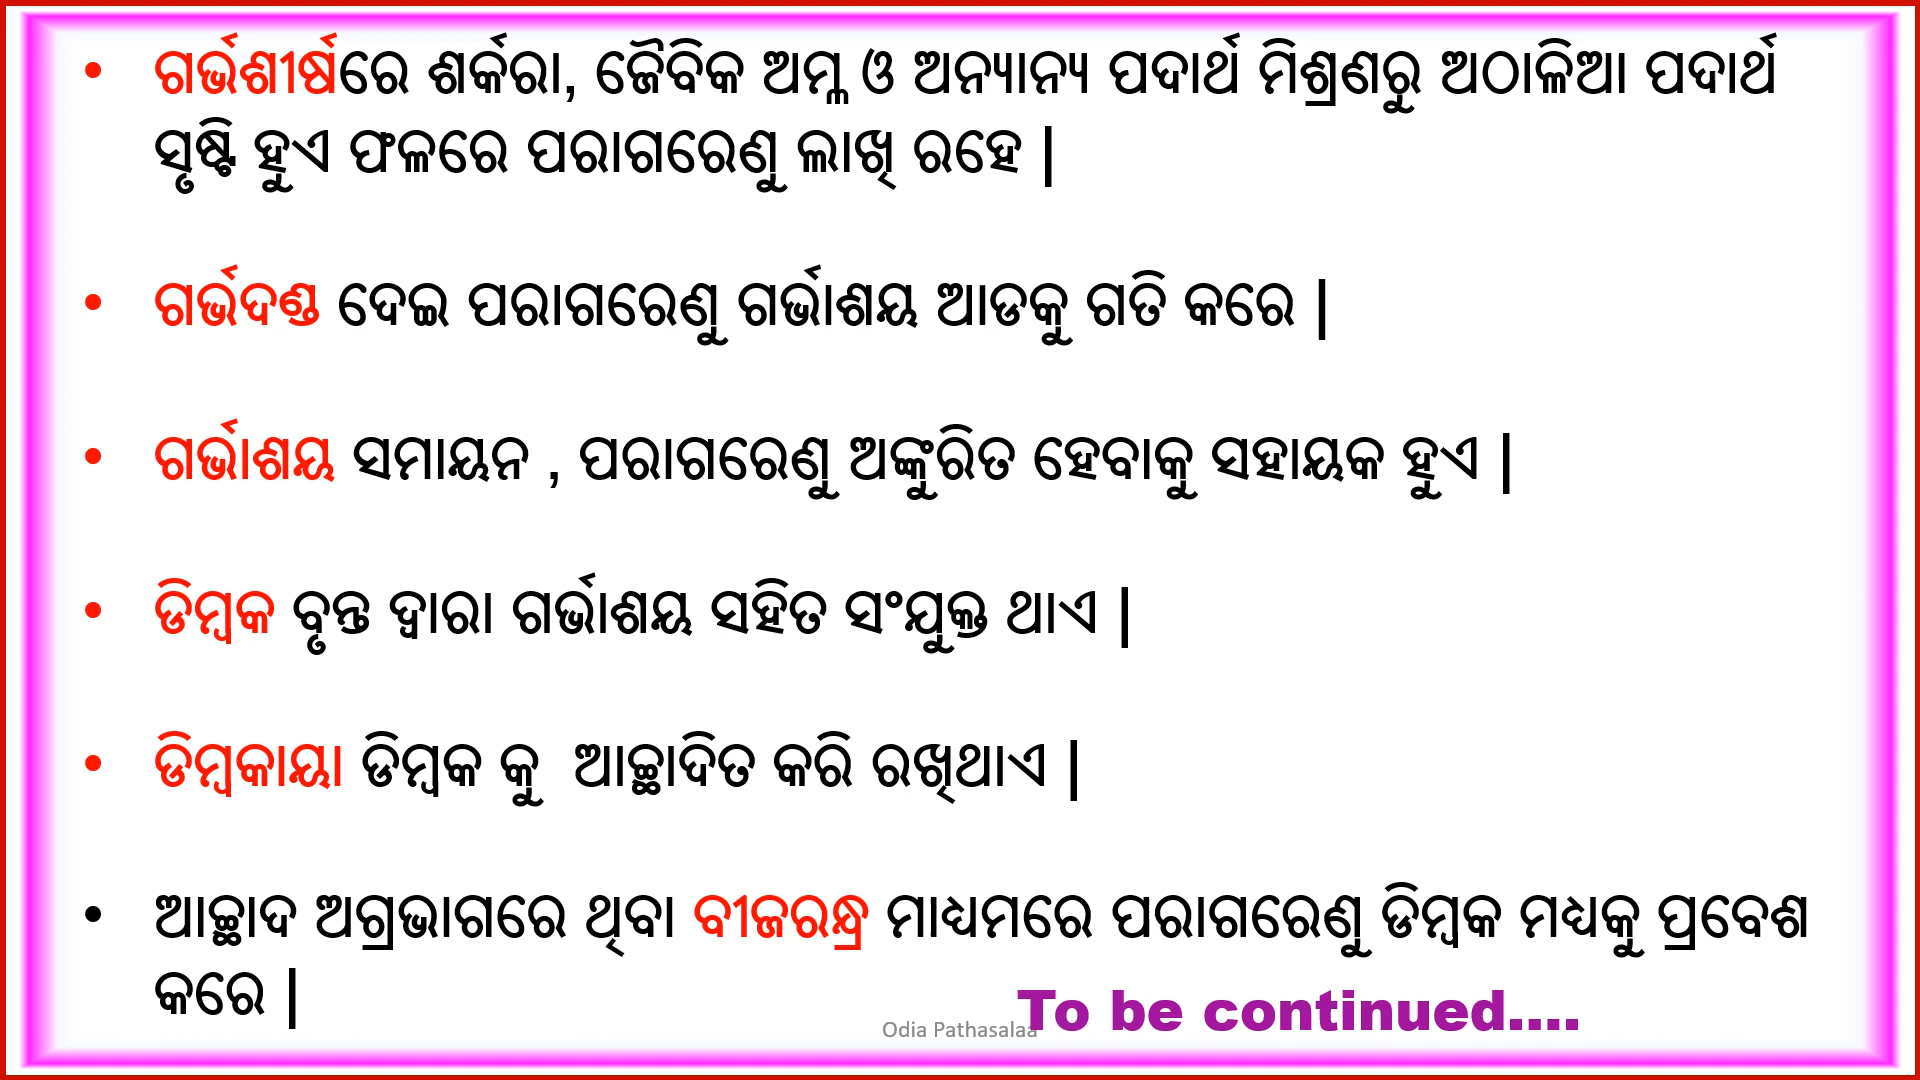 • ଗର୍ଭଶୀର୍ଷରେ ଶର୍କରା, ଜୈବିକ ଅମ୍ଳ ଓ ଅନ୍ୟାନ୍ୟ ପଦାର୍ଥ ମିଶ୍ରଣରୁ ଅଠାଳିଆ ପଦାର୍ଥ
ସୃଷ୍ଟି ହୁଏ ଫଳରେ ପରାଗରେଣୁ ଲାଖି ରହେ |
• ଗର୍ଭଦଣ୍ଡ ଦେଇ ପରାଗରେଣୁ ଗର୍ଭାଶୟ ଆଡକୁ ଗତି କରେ |
• ଗର୍ଭାଶୟ ସମାୟନ , ପରାଗରେଣୁ ଅଙ୍କୁରିତ ହେବାକୁ ସହାୟକ ହୁଏ |
• ଡିମ୍ବକ ବୃନ୍ତ ଦ୍ୱାରା ଗର୍ଭାଶୟ ସହିତ ସଂଯୁକ୍ତ ଥାଏ |
• ଡିମ୍ବକାୟା ଡିମ୍ବକ କୁ  ଆଚ୍ଛାଦିତ କରି ରଖିଥାଏ |
• ଆଚ୍ଛାଦ ଅଗ୍ରଭାଗରେ ଥିବା ବୀଜରନ୍ଧ୍ର ମାଧ୍ୟମରେ ପରାଗରେଣୁ ଡିମ୍ବକ ମଧ୍ୟକୁ ପ୍ରବେଶ
କରେ |
To be continued....
Odia Pathasalaa